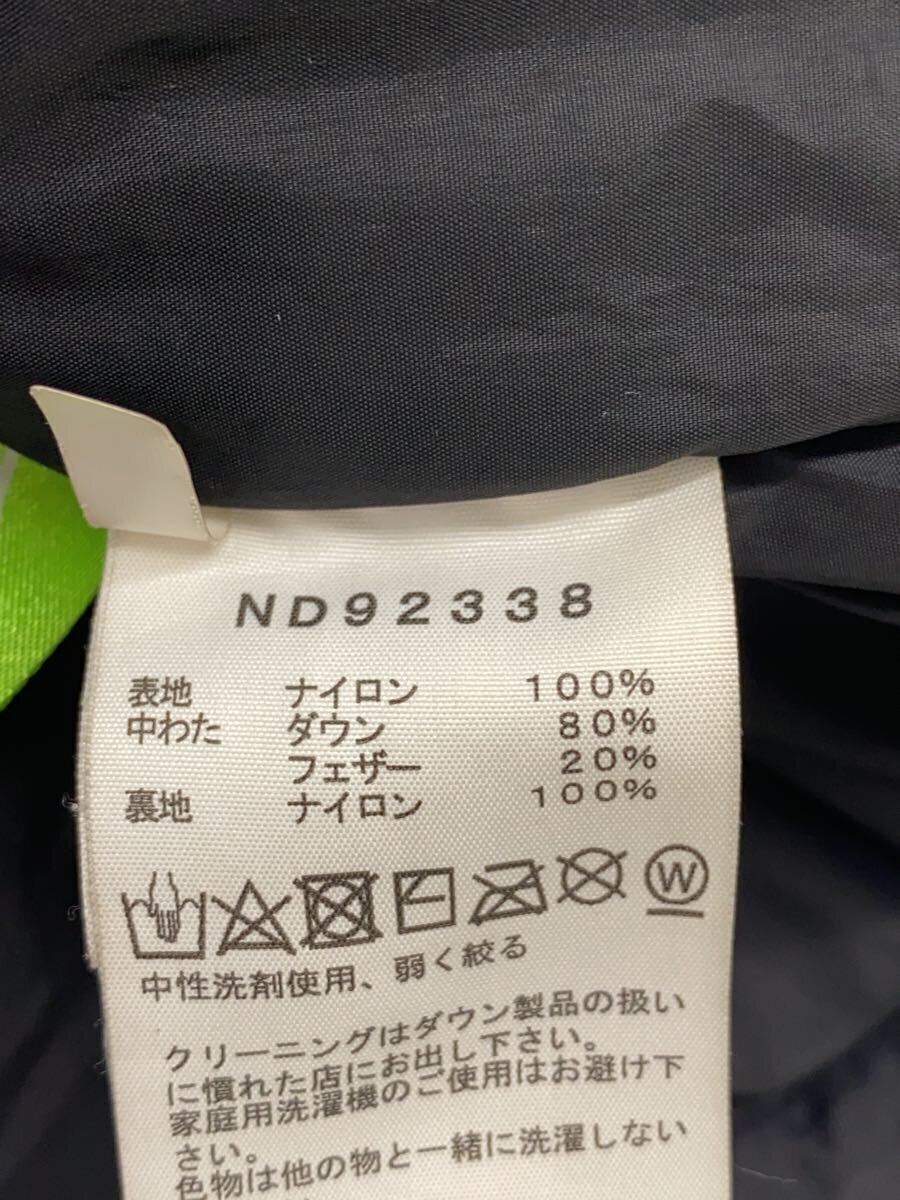 ND92338
表地 ナイロン 100%
中わた ダウン 80%
フェザー 20%
裏地 ナイロン 100%
W
中性洗剤使用、弱く絞る
クリーニングはダウン製品の扱い
に慣れた店にお出し下さい。
家庭用洗濯機のご使用はお避け下
さい。
色物は他の物と一緒に洗濯しない